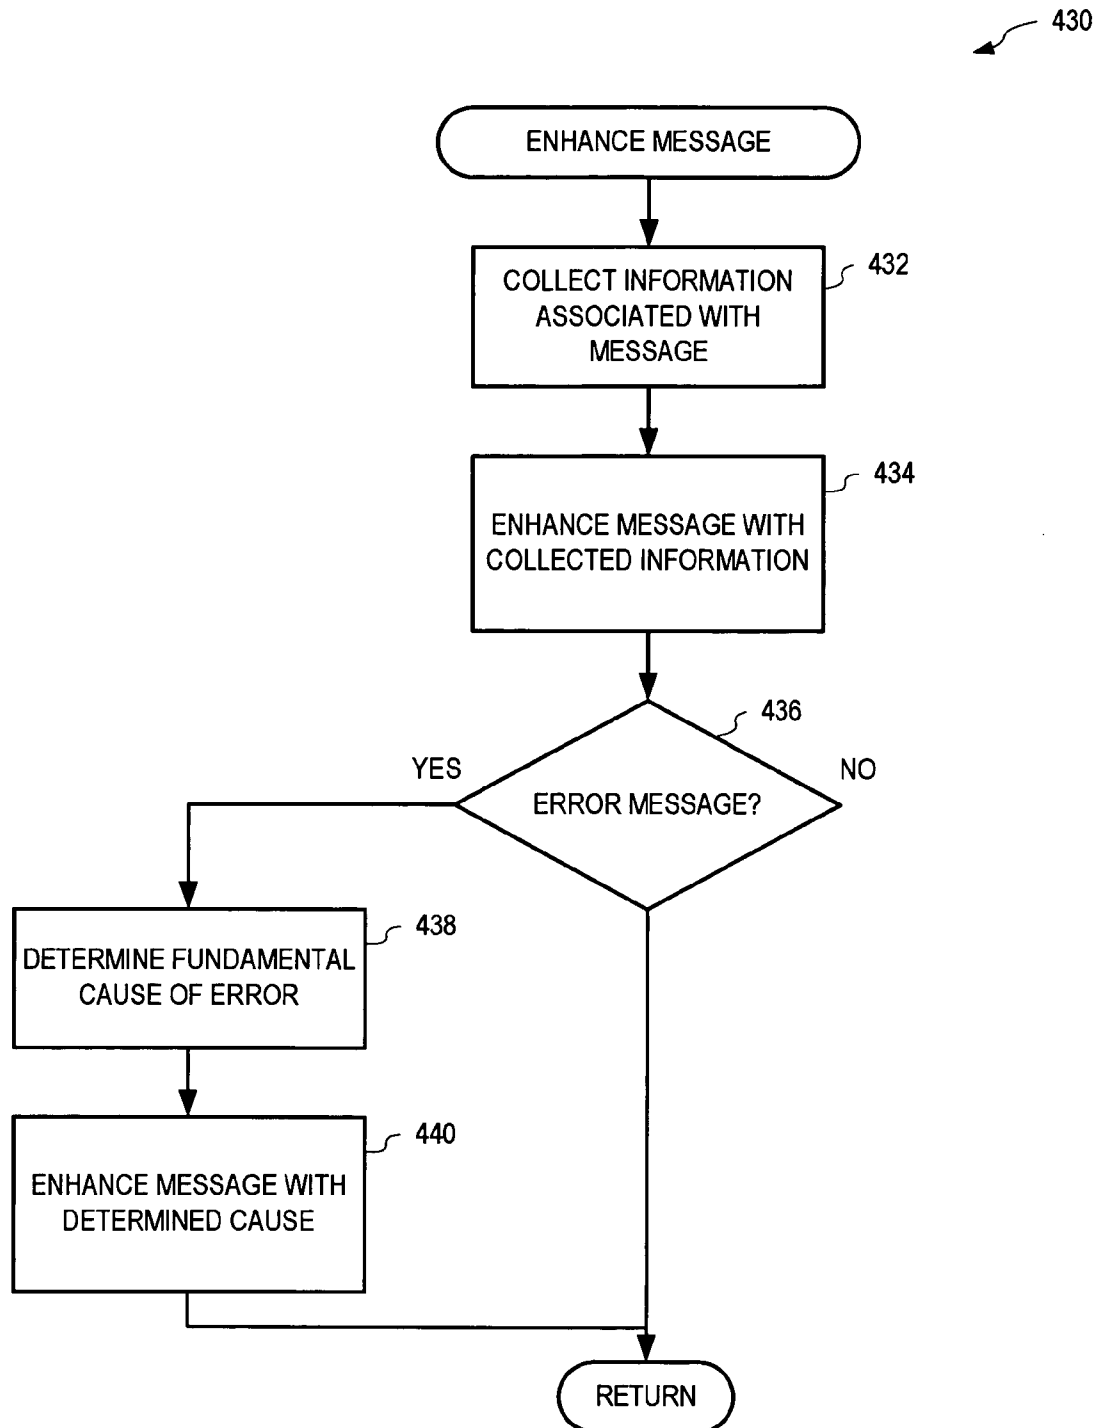 430
ENHANCE MESSAGE
COLLECT INFORMATION
ASSOCIATED WITH
MESSAGE
432
ENHANCE MESSAGE WITH
COLLECTED INFORMATION
434
436
YES
NO
ERROR MESSAGE?
DETERMINE FUNDAMENTAL
CAUSE OF ERROR
438
ENHANCE MESSAGE WITH
DETERMINED CAUSE
440
RETURN